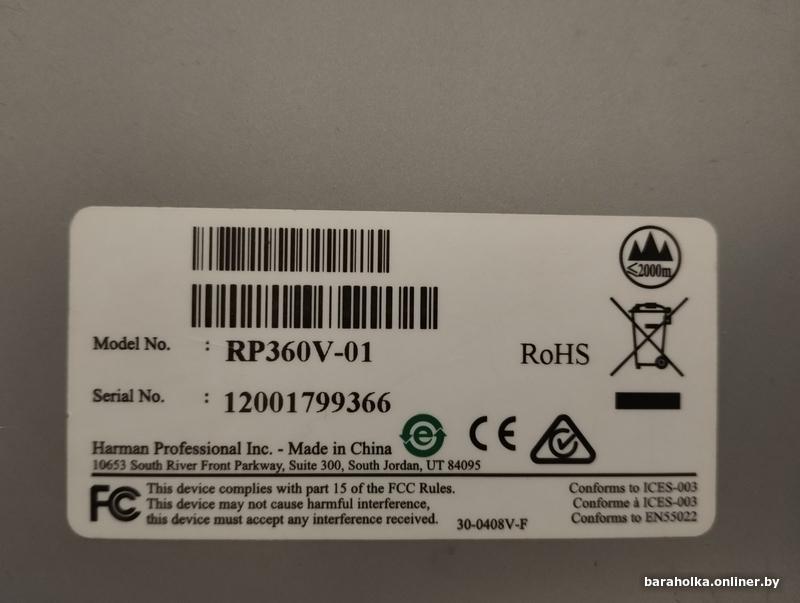 ≤2000m
Model No. : RP360V-01
RoHS
Serial No. : 12001799366
Harman Professional Inc. - Made in China
10653 South River Front Parkway, Suite 300, South Jordan, UT 84095
e
CE
FC
This device complies with part 15 of the FCC Rules.
This device may not cause harmful interference,
this device must accept any interference received.
30-0408V-F
Conforms to ICES-003
Conforme à ICES-003
Conforms to EN55022
baraholka.onliner.by